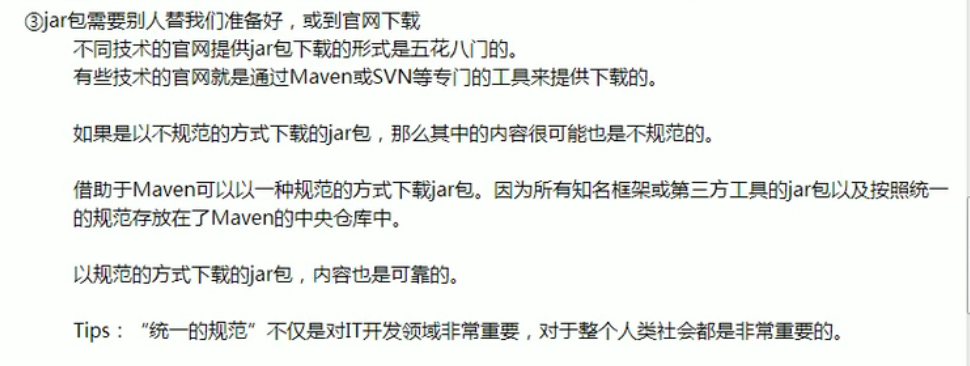 ③jar包需要别人替我们准备好，或到官网下载
不同技术的官网提供jar包下载的形式是五花八门的。
有些技术的官网就是通过Maven或SVN等专门的工具来提供下载的。
如果是以不规范的方式下载的jar包，那么其中的内容很可能也是不规范的。
借助于Maven可以以一种规范的方式下载jar包。因为所有知名框架或第三方工具的jar包以及按照统一
的规范存放在了Maven的中央仓库中。
以规范的方式下载的jar包，内容也是可靠的。
Tips：“统一的规范”不仅是对IT开发领域非常重要，对于整个人类社会都是非常重要的。